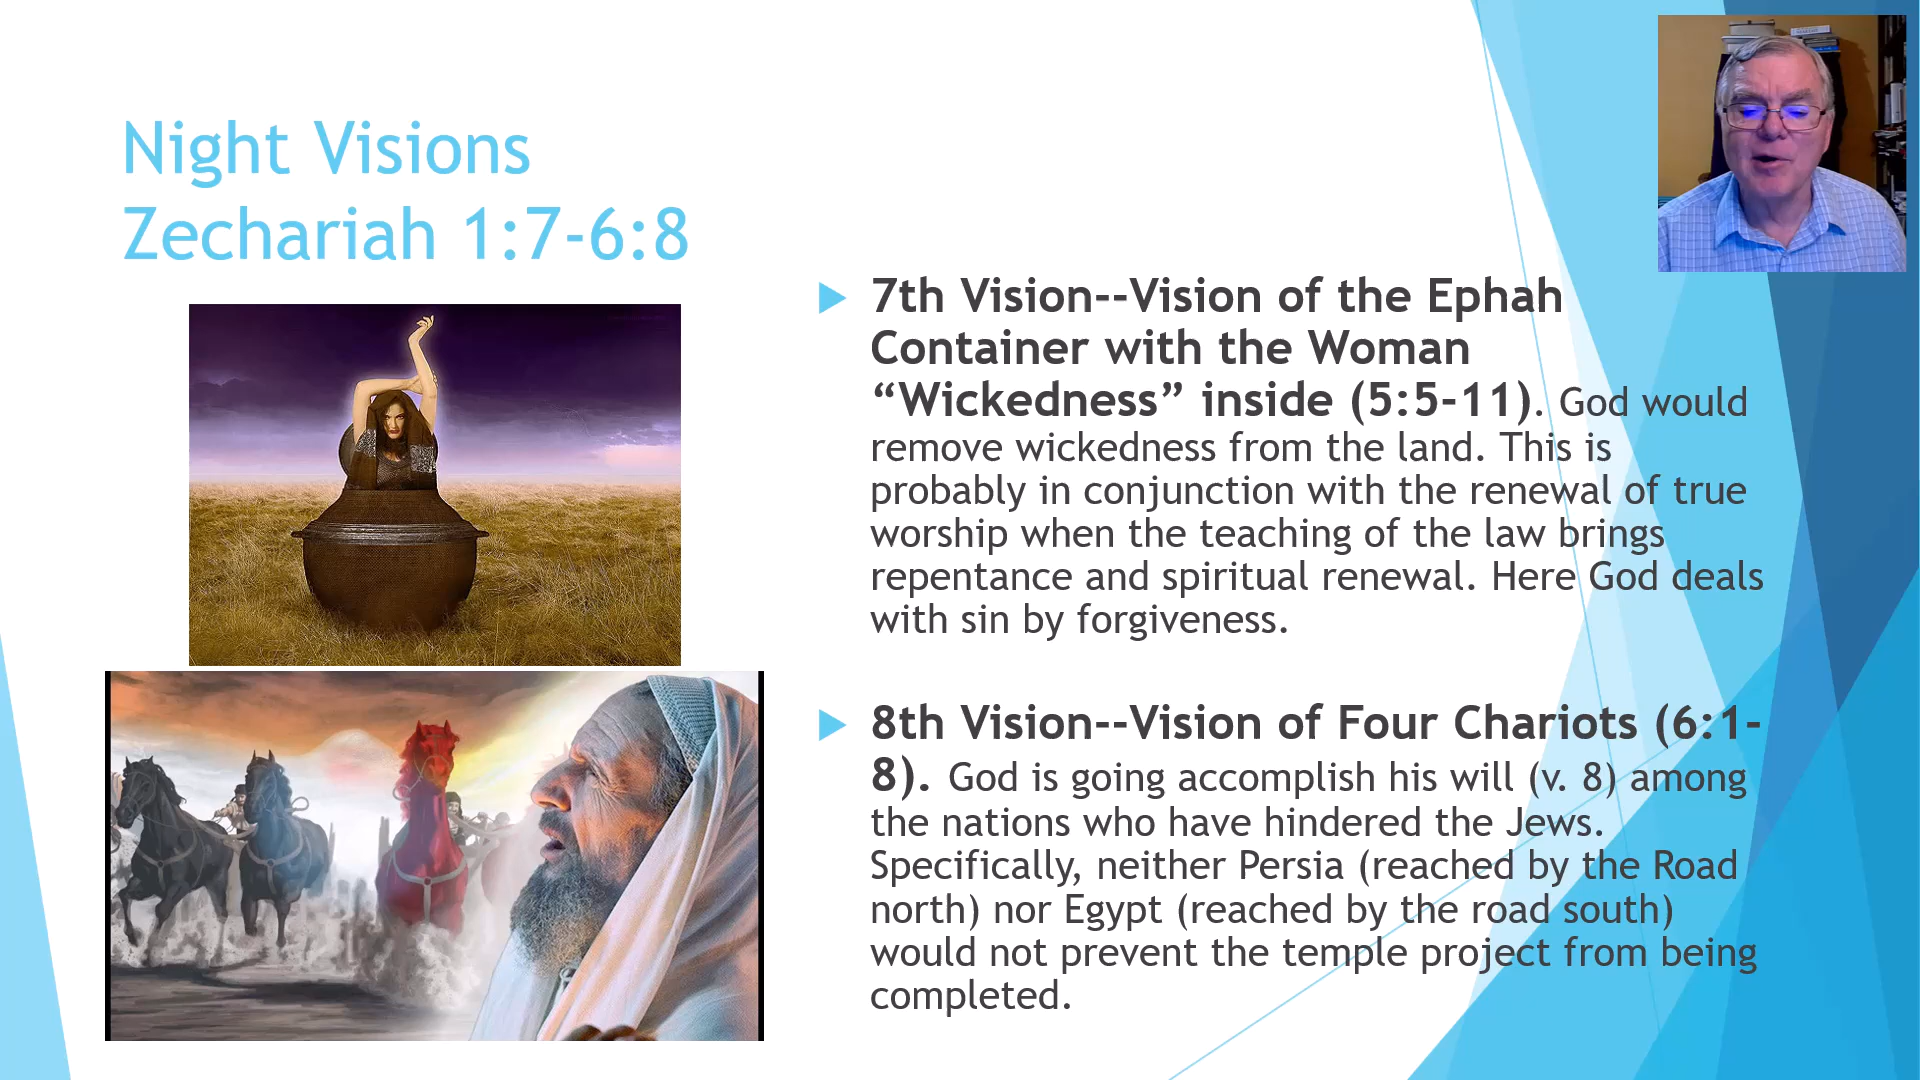 Night Visions
Zechariah 1:7-6:8
7th Vision--Vision of the Ephah
Container with the Woman
“Wickedness” inside (5:5-11). God would
remove wickedness from the land. This is
probably in conjunction with the renewal of true
worship when the teaching of the law brings
repentance and spiritual renewal. Here God deals
with sin by forgiveness.
8th Vision--Vision of Four Chariots (6:1-
8). God is going accomplish his will (v. 8) among
the nations who have hindered the Jews.
Specifically, neither Persia (reached by the Road
north) nor Egypt (reached by the road south)
would not prevent the temple project from being
completed.